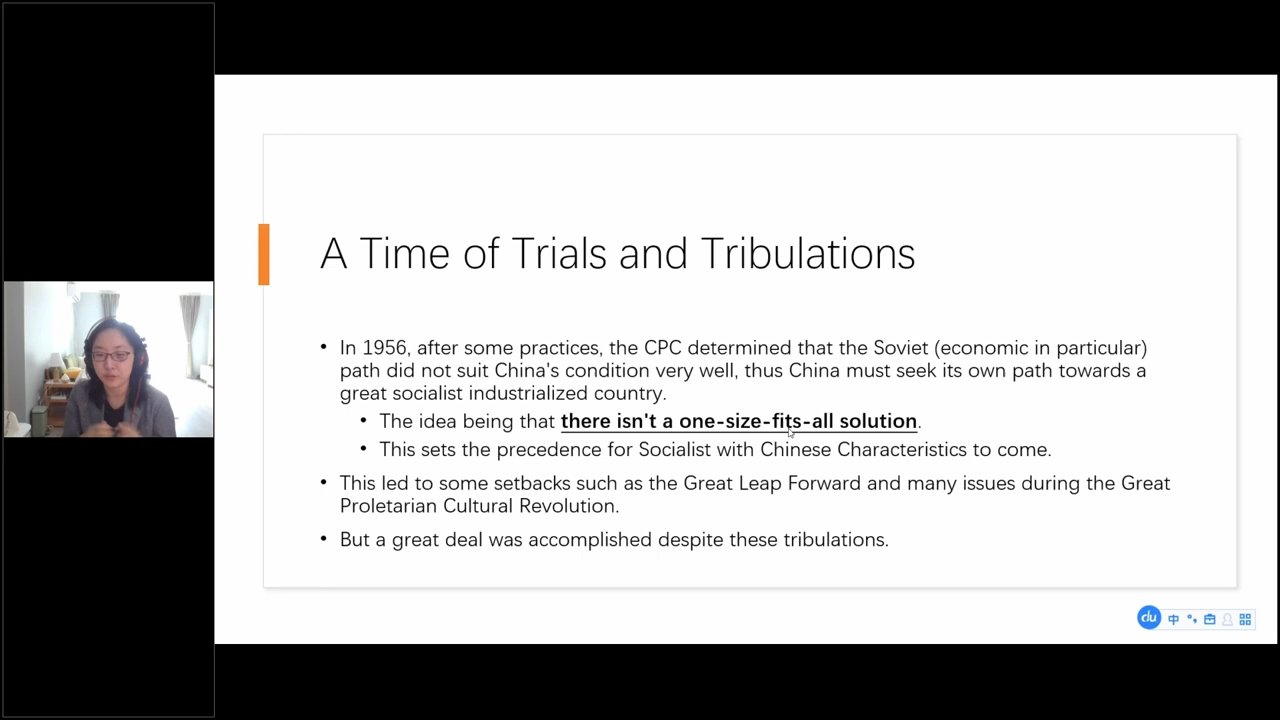 A Time of Trials and Tribulations
• In 1956, after some practices, the CPC determined that the Soviet (economic in particular)
path did not suit China's condition very well, thus China must seek its own path towards a
great socialist industrialized country.
• The idea being that there isn't a one-size-fits-all solution.
• This sets the precedence for Socialist with Chinese Characteristics to come.
• This led to some setbacks such as the Great Leap Forward and many issues during the Great
Proletarian Cultural Revolution.
• But a great deal was accomplished despite these tribulations.
du 中